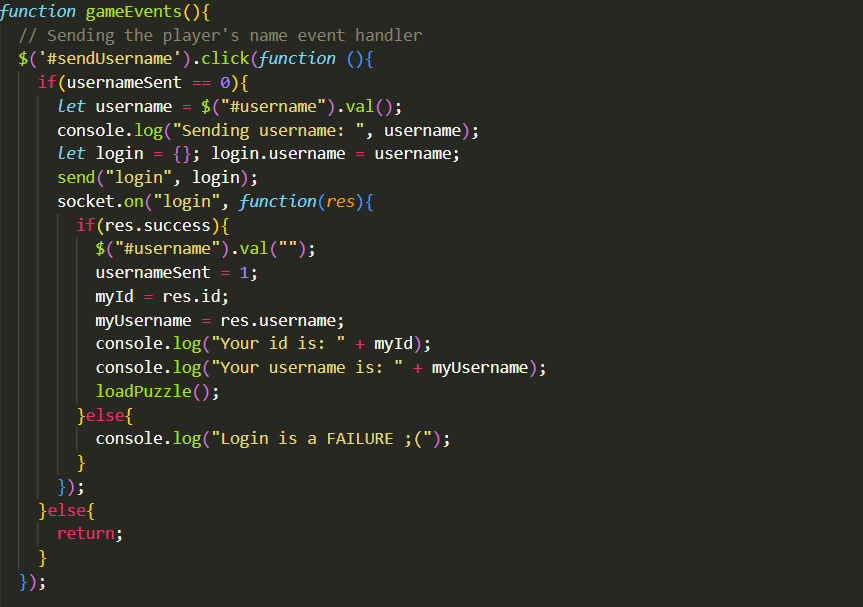 function gameEvents(){
  // Sending the player's name event handler
  $('#sendUsername').click(function (){
    if(usernameSent == 0){
      let username = $("#username").val();
      console.log("Sending username: ", username);
      let login = {}; login.username = username;
      send("login", login);
      socket.on("login", function(res){
        if(res.success){
          $("#username").val("");
          usernameSent = 1;
          myId = res.id;
          myUsername = res.username;
          console.log("Your id is: " + myId);
          console.log("Your username is: " + myUsername);
          loadPuzzle();
        }else{
          console.log("Login is a FAILURE ;(");
        }
      });
    }else{
      return;
    }
  });